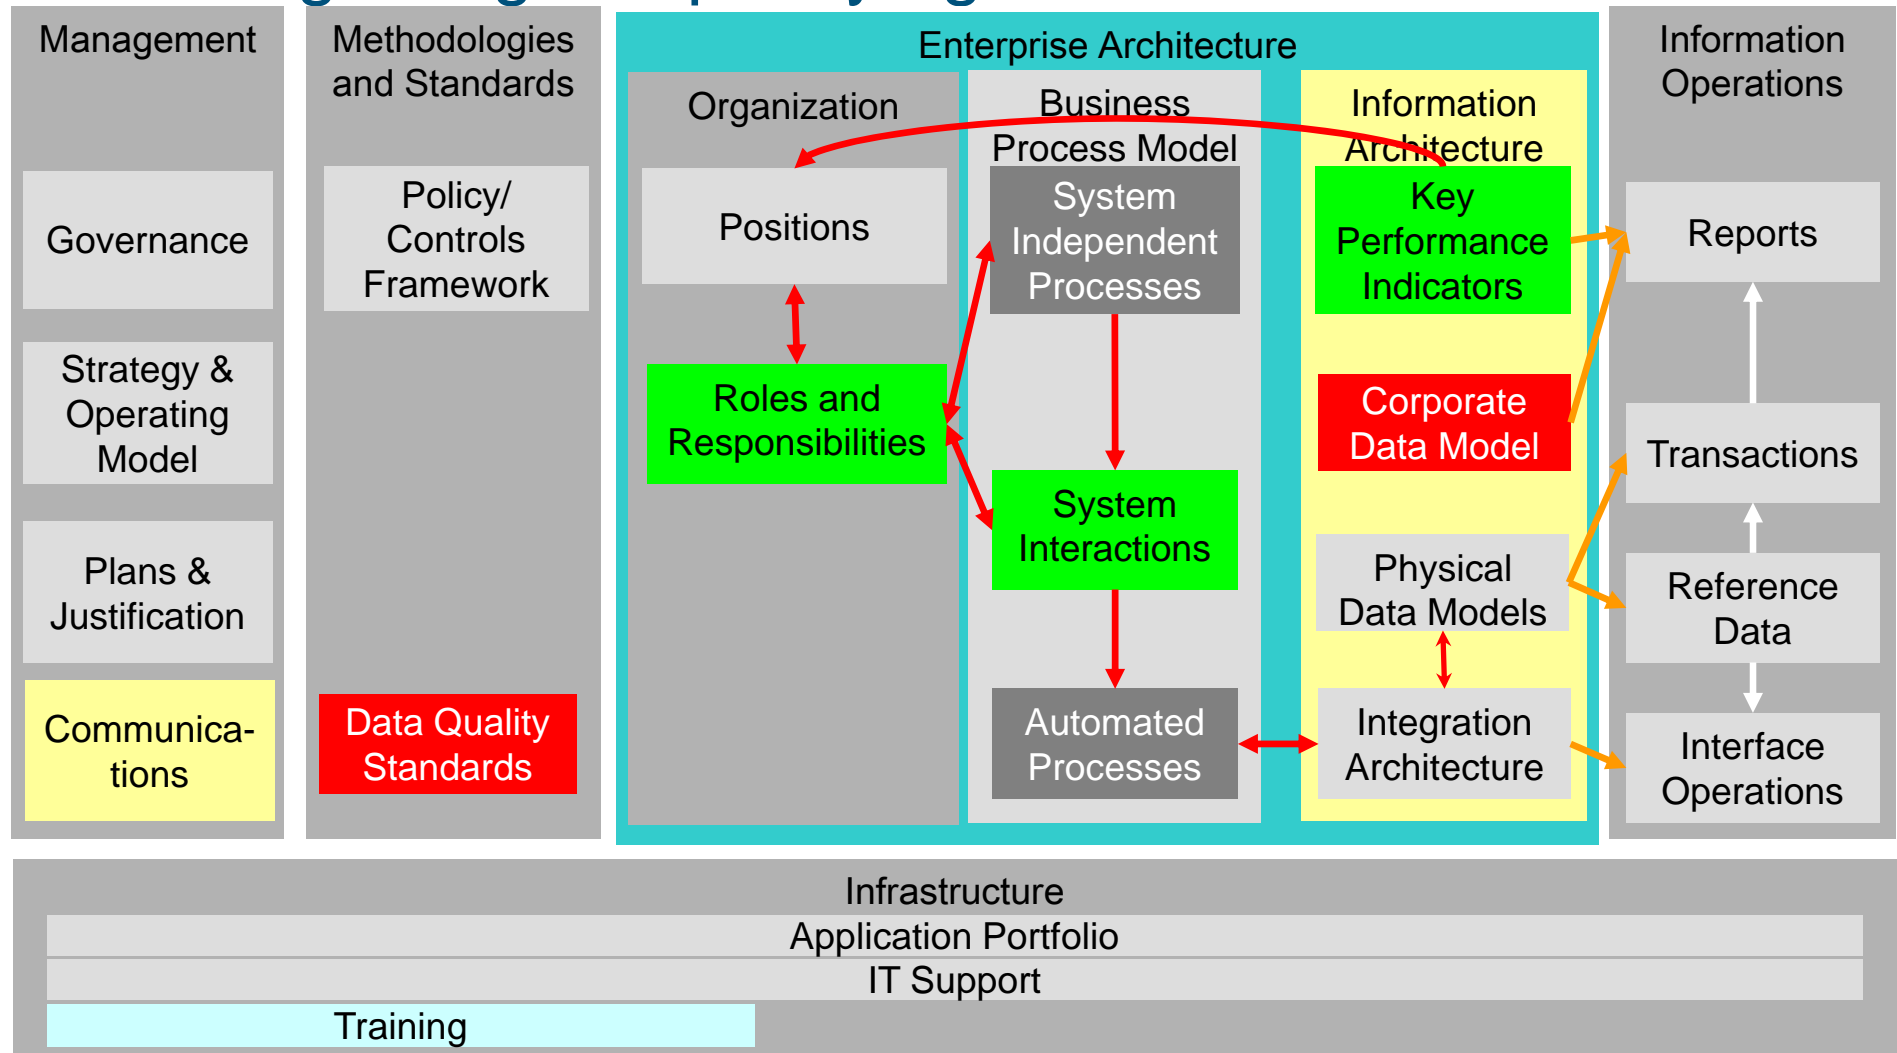 Management
Governance
Strategy &
Operating
Model
Plans &
Justification
Communica-
tions
Methodologies
and Standards
Policy/
Controls
Framework
Data Quality
Standards
Enterprise Architecture
Organization
Positions
Roles and
Responsibilities
Business
Process Model
System
Independent
Processes
System
Interactions
Automated
Processes
Information
Architecture
Key
Performance
Indicators
Corporate
Data Model
Physical
Data Models
Integration
Architecture
Information
Operations
Reports
Transactions
Reference
Data
Interface
Operations
Infrastructure
Application Portfolio
IT Support
Training